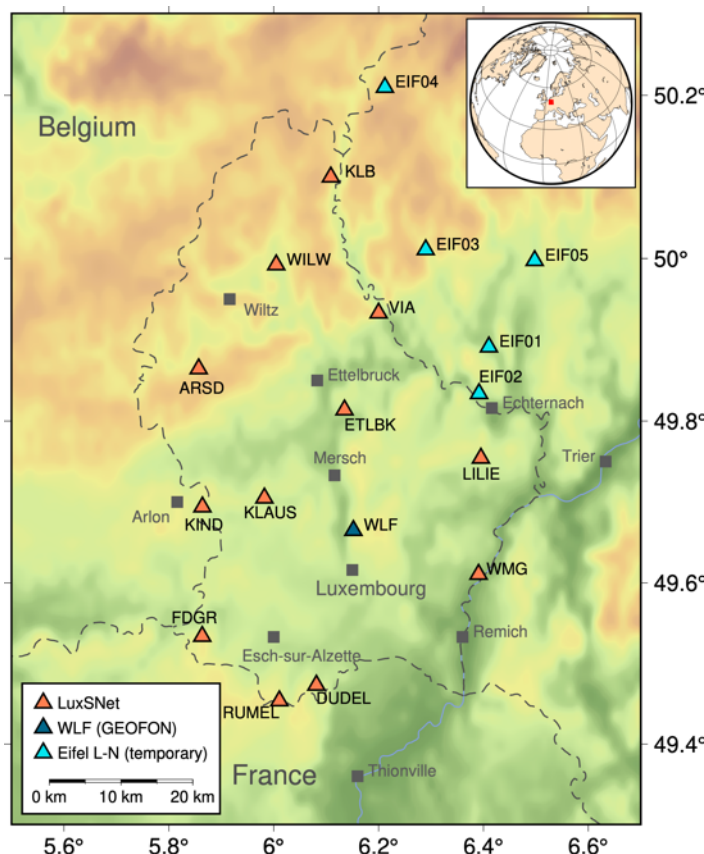 EIF04
50.2°
Belgium
KLB
EIF03
EIF05
WILW
50°
Wiltz
VIA
EIF01
ARSD
Ettelbruck
EIF02
Echternach
ETLBK
49.8°
Mersch
LILIE
Trier
Arlon
KIND
KLAUS
WLF
Luxembourg
WMG
49.6°
FDGR
Esch-sur-Alzette
Remich
RUMEL
DUDEL
LuxSNet
WLF (GEOFON)
Eifel L-N (temporary)
0 km 10 km 20 km
France
Thionville
49.4°
5.6° 5.8° 6° 6.2° 6.4° 6.6°